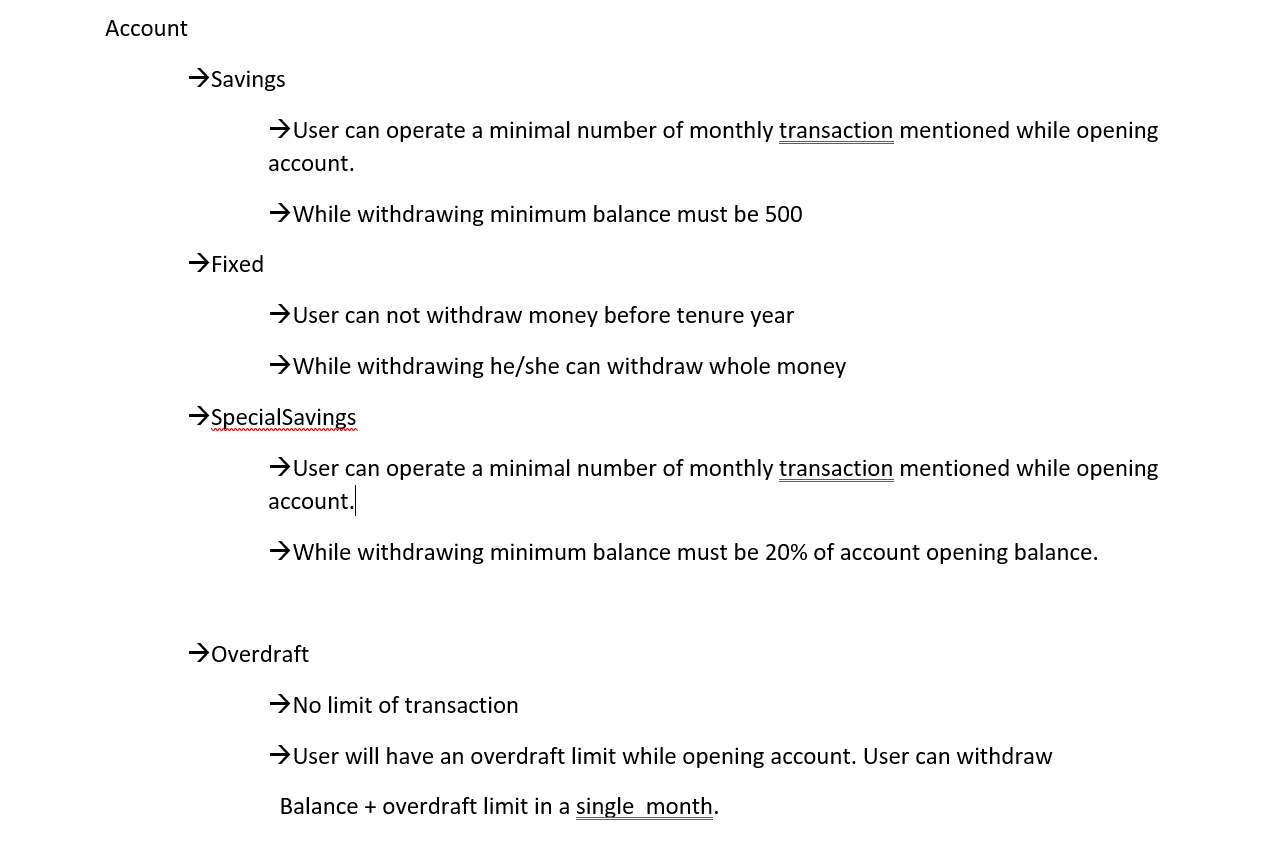 Account
→Savings
→User can operate a minimal number of monthly transaction mentioned while opening
account.
→While withdrawing minimum balance must be 500
→Fixed
→User can not withdraw money before tenure year
→While withdrawing he/she can withdraw whole money
→SpecialSavings
→User can operate a minimal number of monthly transaction mentioned while opening
account.
→While withdrawing minimum balance must be 20% of account opening balance.
→Overdraft
→No limit of transaction
→User will have an overdraft limit while opening account. User can withdraw
Balance + overdraft limit in a single  month.